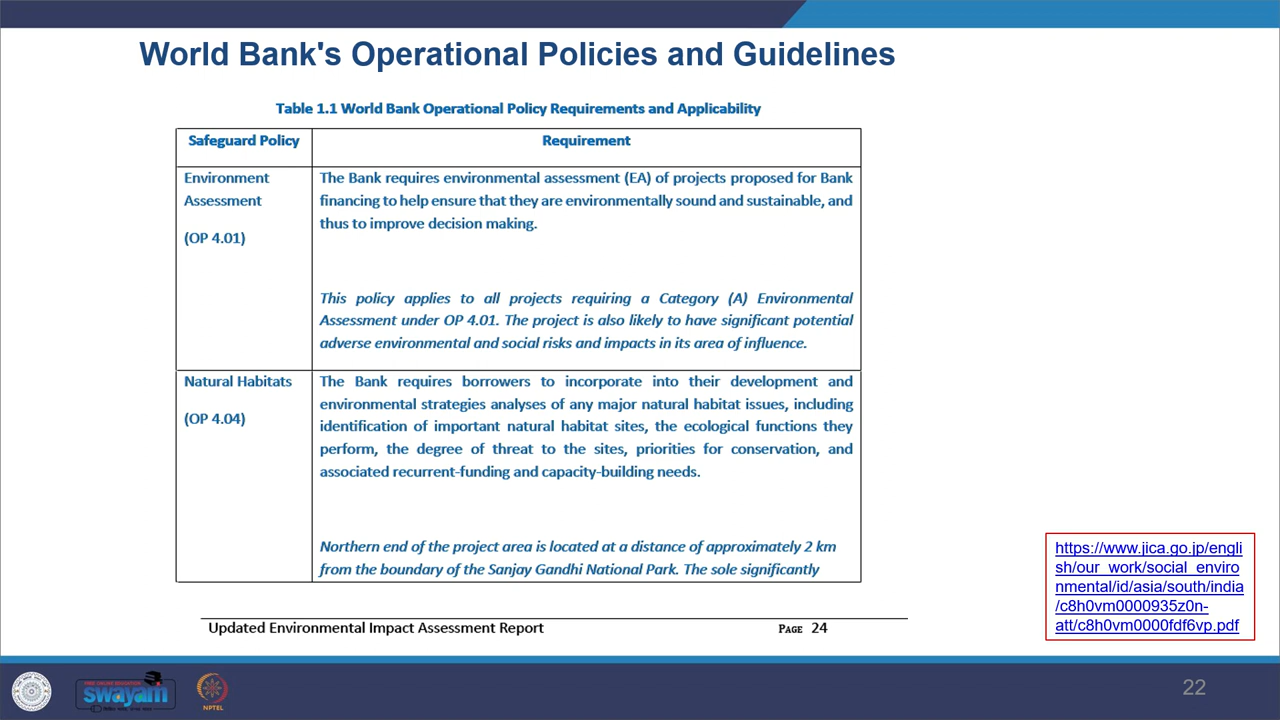 World Bank's Operational Policies and Guidelines
Table 1.1 World Bank Operational Policy Requirements and Applicability
Safeguard Policy
Requirement
Environment
Assessment
(OP 4.01)
The Bank requires environmental assessment (EA) of projects proposed for Bank
financing to help ensure that they are environmentally sound and sustainable, and
thus to improve decision making.
This policy applies to all projects requiring a Category (A) Environmental
Assessment under OP 4.01. The project is also likely to have significant potential
adverse environmental and social risks and impacts in its area of influence.
Natural Habitats
(OP 4.04)
The Bank requires borrowers to incorporate into their development and
environmental strategies analyses of any major natural habitat issues, including
identification of important natural habitat sites, the ecological functions they
perform, the degree of threat to the sites, priorities for conservation, and
associated recurrent-funding and capacity-building needs.
Northern end of the project area is located at a distance of approximately 2 km
from the boundary of the Sanjay Gandhi National Park. The sole significantly
https://www.jica.go.jp/engli
sh/our_work/social_enviro
nmental/id/asia/south/india
/c8h0vm0000935z0n-
att/c8h0vm0000fdf6vp.pdf
Updated Environmental Impact Assessment Report
PAGE 24
swayam
NPTEL
22